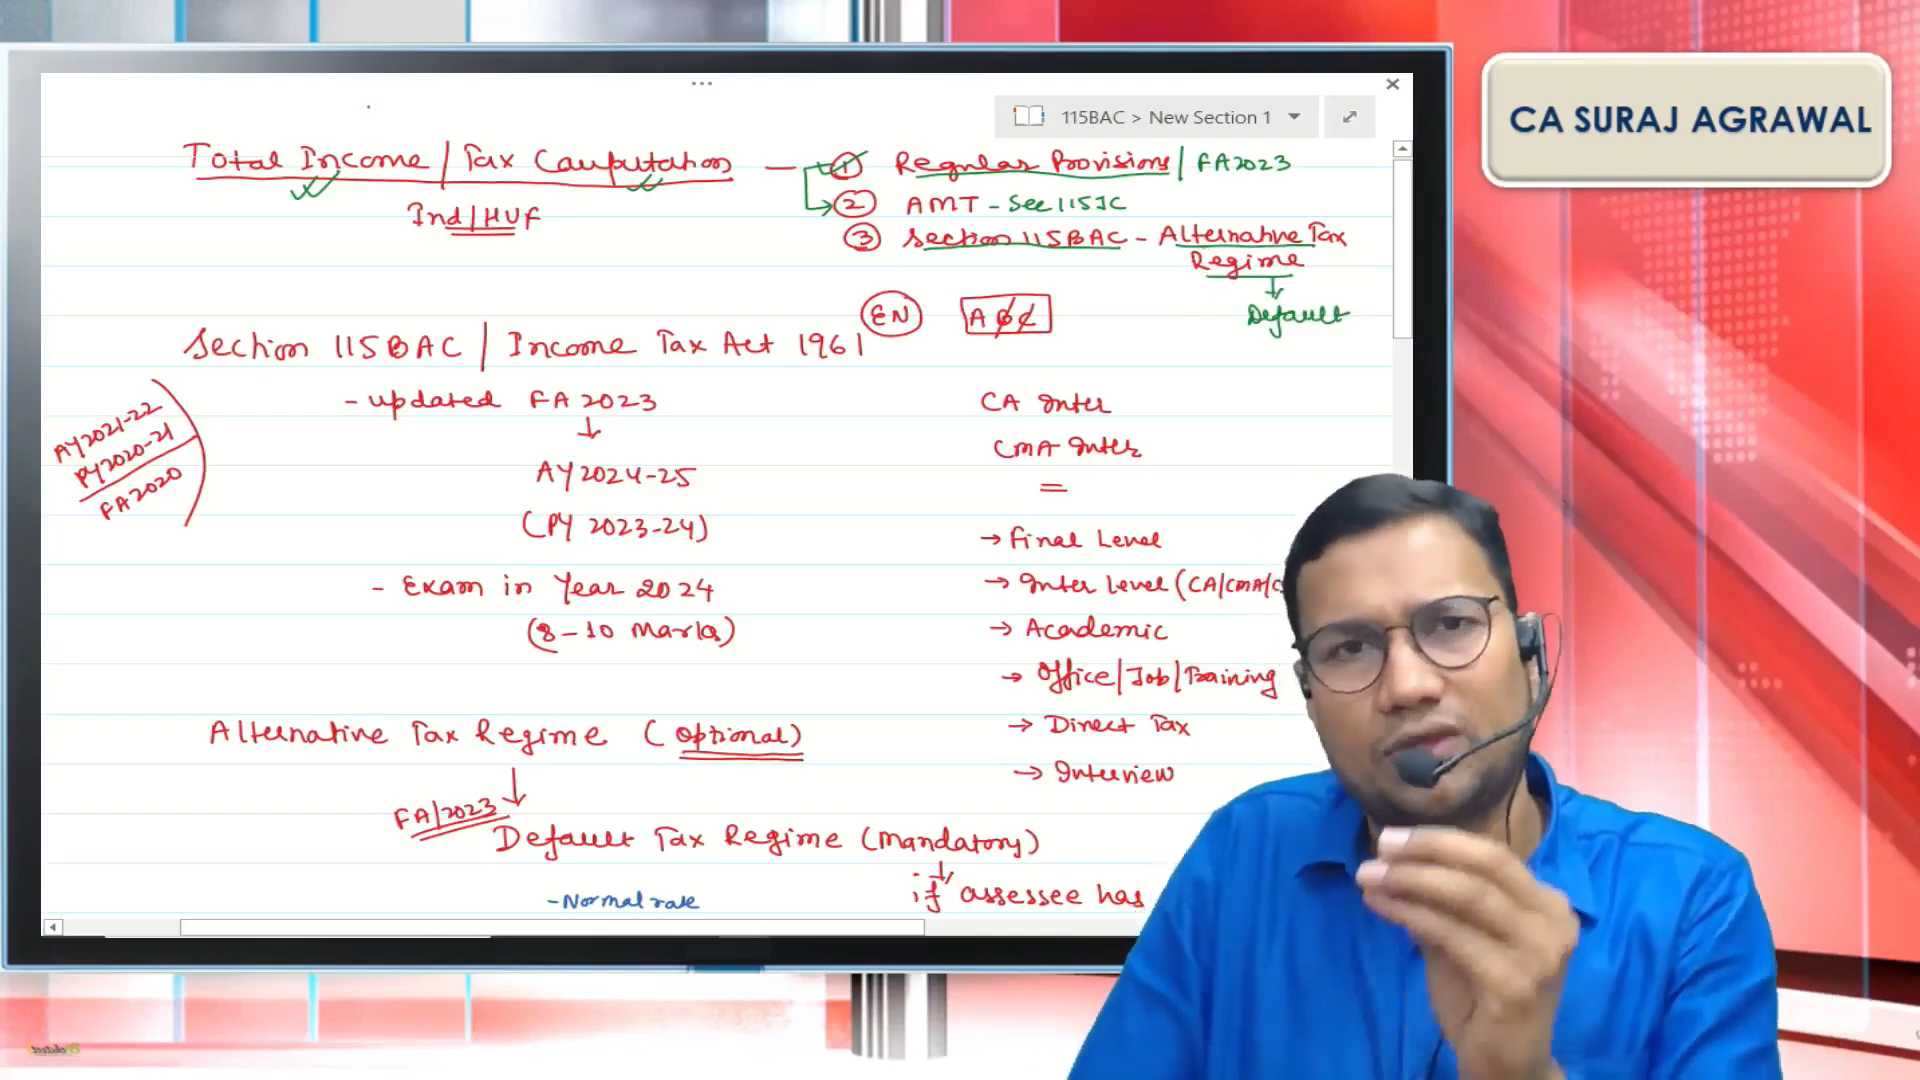 CA SURAJ AGRAWAL
115BAC > New Section 1
Total Income / Tax Computation — ① Regular Provisions / FA2023
Ind/HUF
② AMT - Sec 115JC
③ Section 115BAC - Alternative Tax
Regime
Default
EN ABC
Section 115BAC | Income Tax Act 1961
- updated FA 2023
AY 2024-25
(PY 2023-24)
- Exam in Year 2024
(8-10 Marks)
AY2021-22
PY2020-21
FA2020
CA Inter
CMA Inter
=
→ Final Level
→ Inter Level (CA/CMA/CS
→ Academic
→ Office/Job/Training
→ Direct Tax
→ Interview
Alternative Tax Regime (Optional)
FA/2023
Default Tax Regime (Mandatory)
if assessee has
- Normal rate